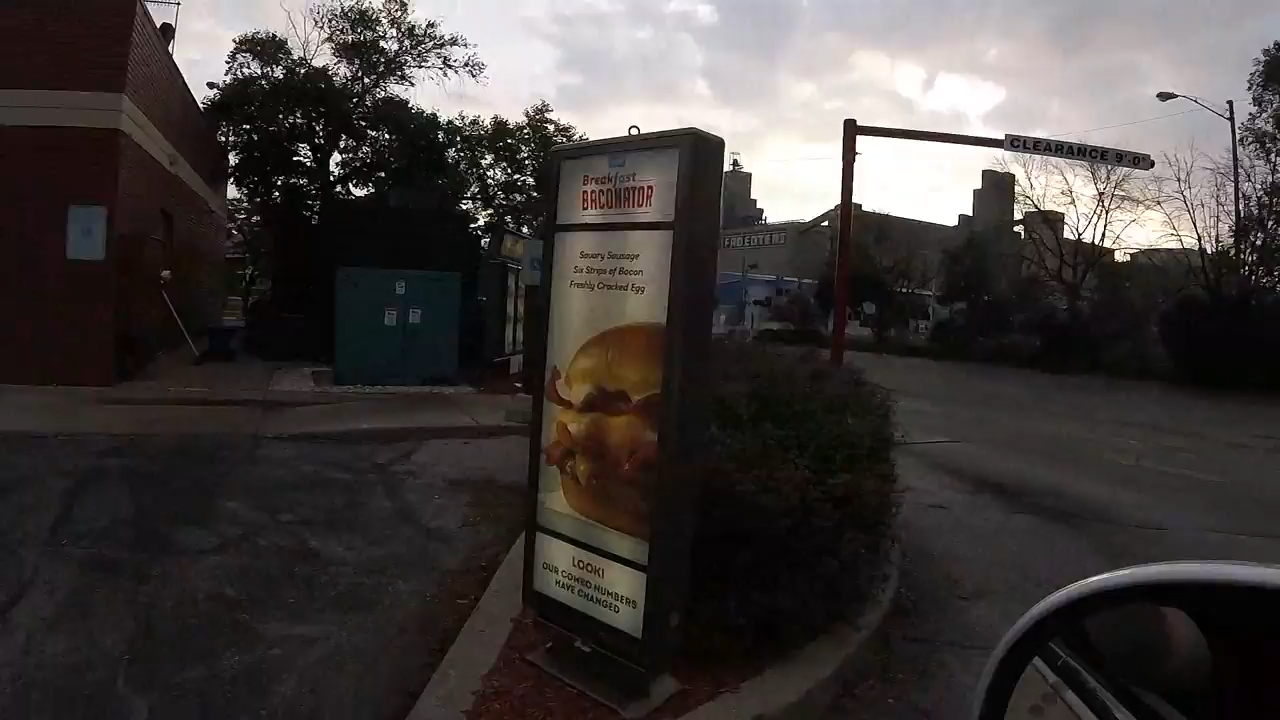 Breakfast
BACONATOR
Savory Sausage
Six Strips of Bacon
Freshly Cracked Egg
LOOK!
OUR COMBO NUMBERS
HAVE CHANGED
CLEARANCE 9'-0"
FROEDTERT